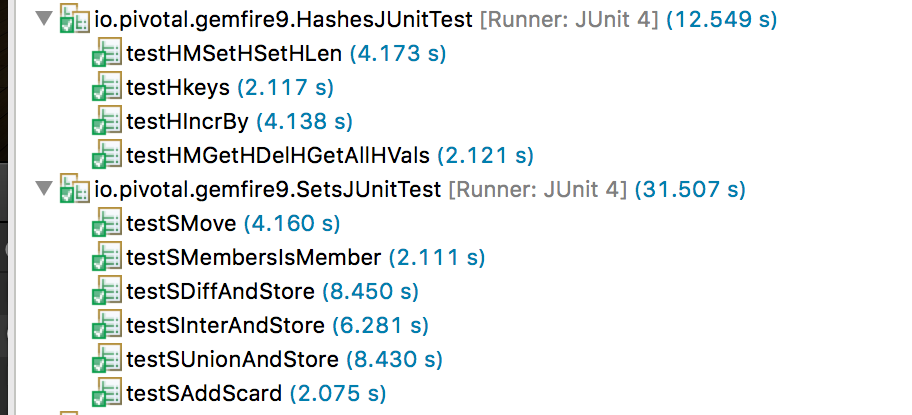 io.pivotal.gemfire9.HashesJUnitTest [Runner: JUnit 4] (12.549 s)
testHMSetHSetHLen (4.173 s)
testHkeys (2.117 s)
testHIncrBy (4.138 s)
testHMGetHDelHGetAllHVals (2.121 s)
io.pivotal.gemfire9.SetsJUnitTest [Runner: JUnit 4] (31.507 s)
testSMove (4.160 s)
testSMembersIsMember (2.111 s)
testSDiffAndStore (8.450 s)
testSInterAndStore (6.281 s)
testSUnionAndStore (8.430 s)
testSAddScard (2.075 s)